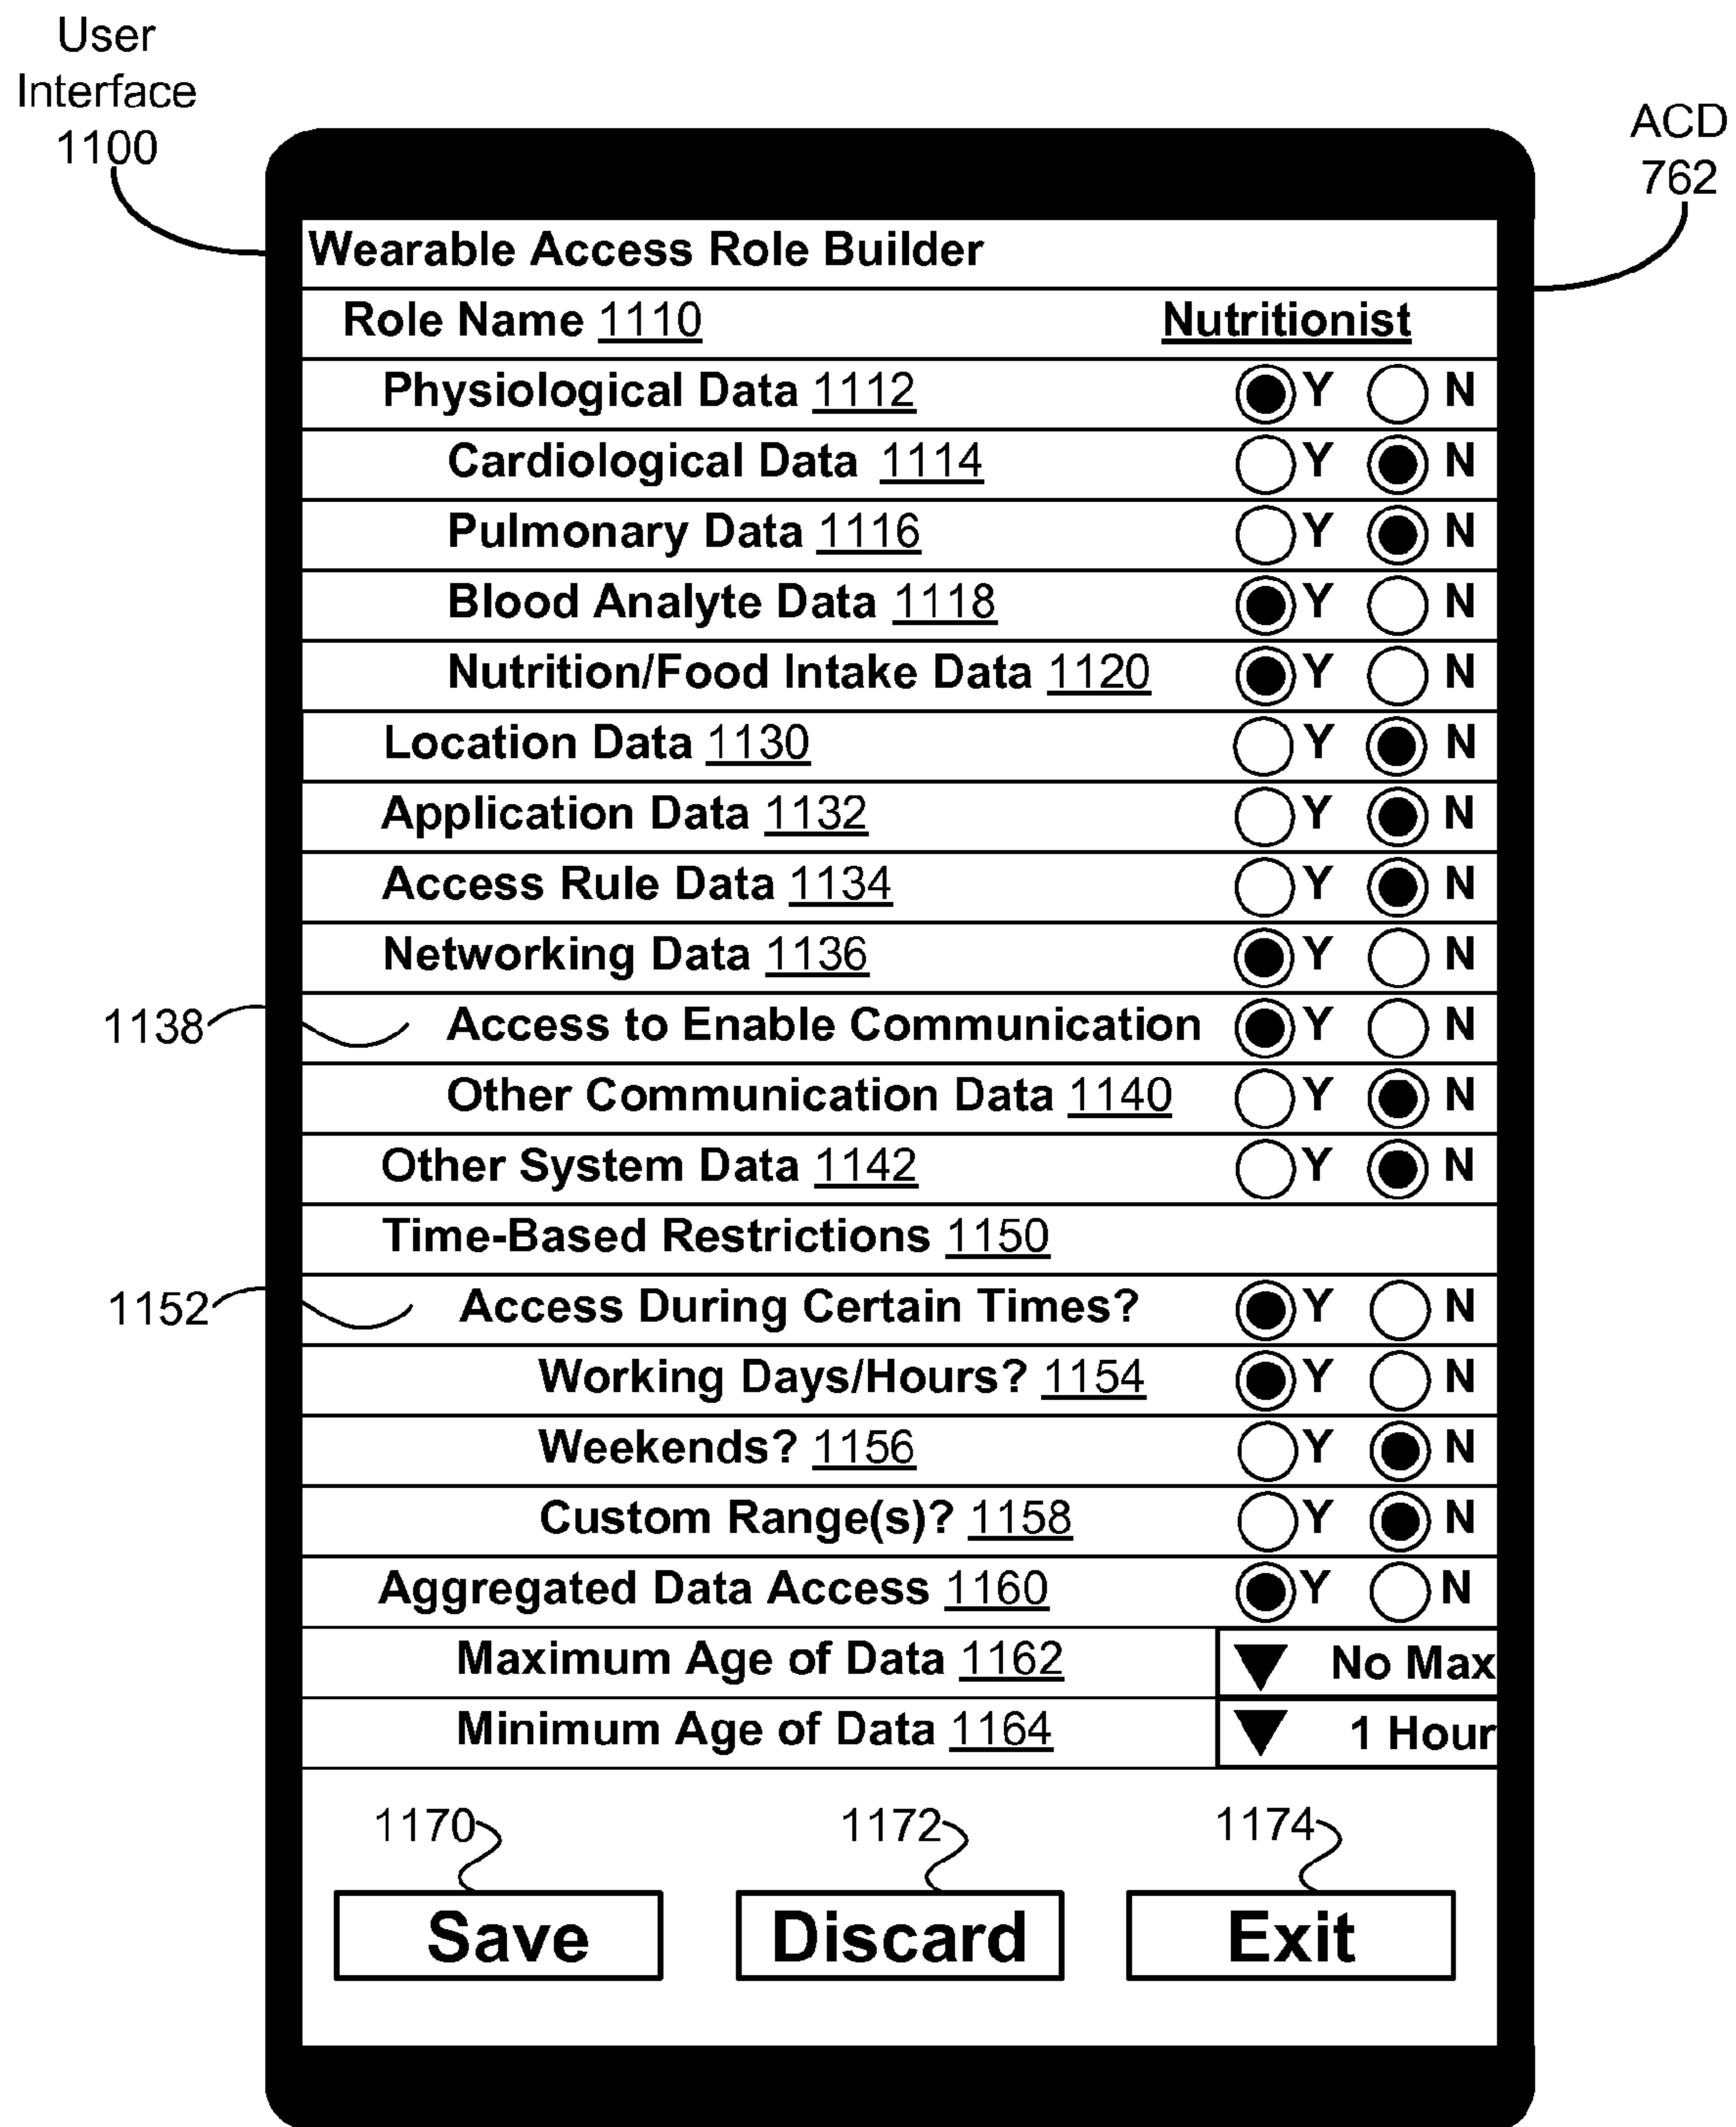 User
Interface
1100
ACD
762
Wearable Access Role Builder
Role Name 1110 Nutritionist
Physiological Data 1112 Y N
Cardiological Data 1114 Y N
Pulmonary Data 1116 Y N
Blood Analyte Data 1118 Y N
Nutrition/Food Intake Data 1120 Y N
Location Data 1130 Y N
Application Data 1132 Y N
Access Rule Data 1134 Y N
Networking Data 1136 Y N
1138 Access to Enable Communication Y N
Other Communication Data 1140 Y N
Other System Data 1142 Y N
Time-Based Restrictions 1150
1152 Access During Certain Times? Y N
Working Days/Hours? 1154 Y N
Weekends? 1156 Y N
Custom Range(s)? 1158 Y N
Aggregated Data Access 1160 Y N
Maximum Age of Data 1162 No Max
Minimum Age of Data 1164 1 Hour
1170 1172 1174
Save Discard Exit